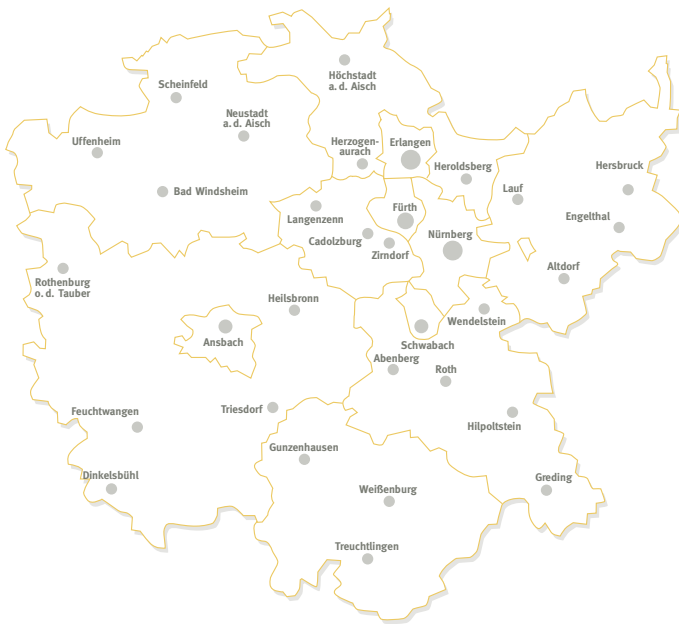 Höchstadt
a. d. Aisch
Scheinfeld
Neustadt
a. d. Aisch
Uffenheim
Herzogen-
aurach
Erlangen
Heroldsberg
Hersbruck
Lauf
Bad Windsheim
Langenzenn
Fürth
Engelthal
Cadolzburg
Zirndorf
Nürnberg
Altdorf
Rothenburg
o. d. Tauber
Heilsbronn
Wendelstein
Ansbach
Schwabach
Abenberg
Roth
Feuchtwangen
Triesdorf
Hilpoltstein
Gunzenhausen
Dinkelsbühl
Weißenburg
Greding
Treuchtlingen